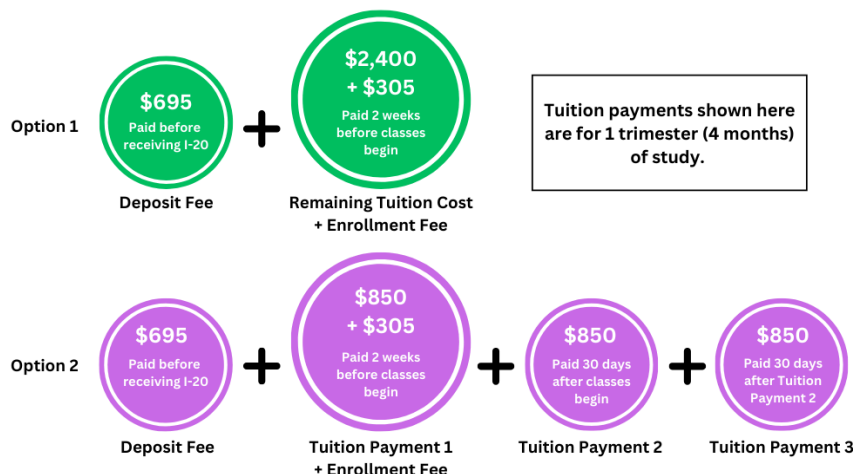 Option 1
$695
Paid before
receiving I-20
Deposit Fee
+
$2,400
+ $305
Paid 2 weeks
before classes
begin
Remaining Tuition Cost
+ Enrollment Fee
Tuition payments shown here
are for 1 trimester (4 months)
of study.
Option 2
$695
Paid before
receiving I-20
Deposit Fee
+
$850
+ $305
Paid 2 weeks
before classes
begin
Tuition Payment 1
+ Enrollment Fee
+
$850
Paid 30 days
after classes
begin
Tuition Payment 2
+
$850
Paid 30 days
after Tuition
Payment 2
Tuition Payment 3